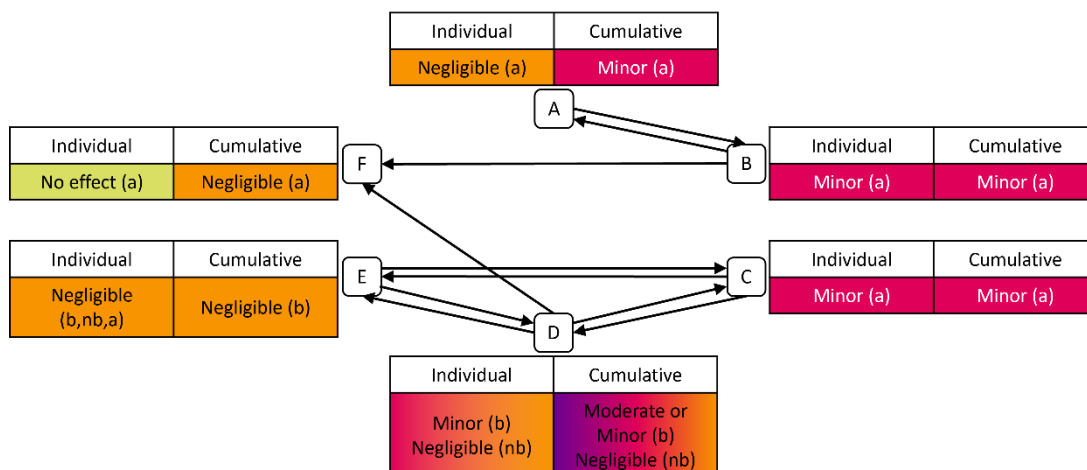 Individual Cumulative
Negligible (a) Minor (a)
A
Individual Cumulative
No effect (a) Negligible (a)
F
B
Individual Cumulative
Minor (a) Minor (a)
Individual Cumulative
Negligible
(b,nb,a)
Negligible (b)
E
C
Individual Cumulative
Minor (a) Minor (a)
D
Individual Cumulative
Minor (b)
Negligible (nb)
Moderate or
Minor (b)
Negligible (nb)